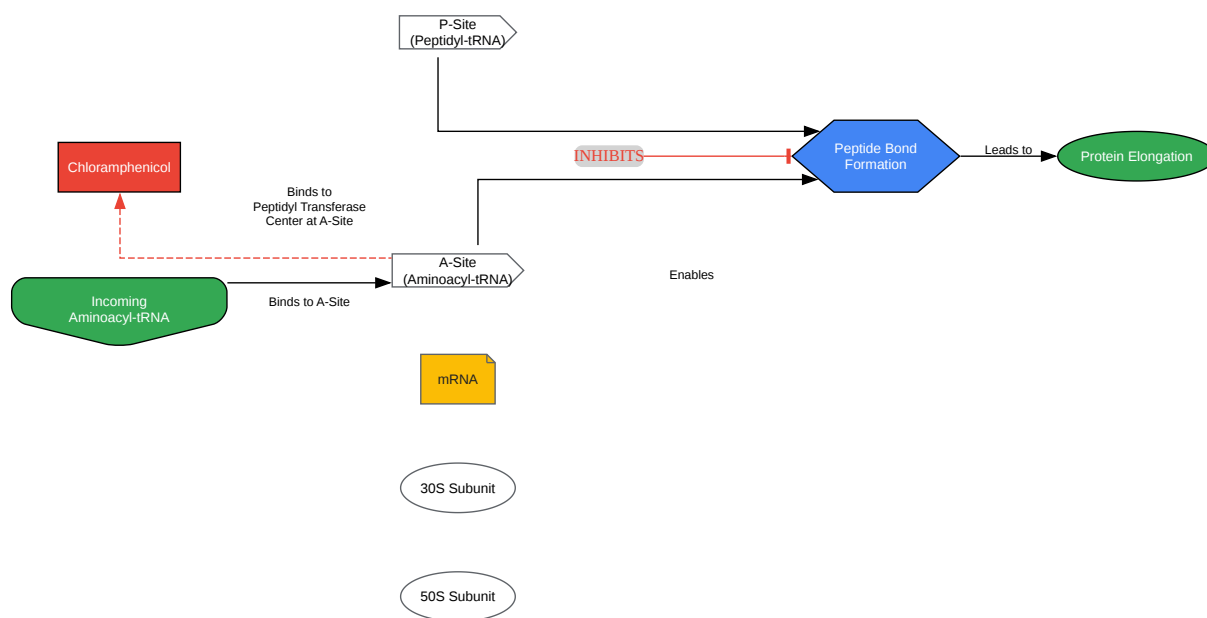 P-Site
(Peptidyl-tRNA)
Chloramphenicol
INHIBITS
Peptide Bond
Formation
Leads to
Protein Elongation
Binds to
Peptidyl Transferase
Center at A-Site
A-Site
(Aminoacyl-tRNA)
Enables
Incoming
Aminoacyl-tRNA
Binds to A-Site
mRNA
30S Subunit
50S Subunit